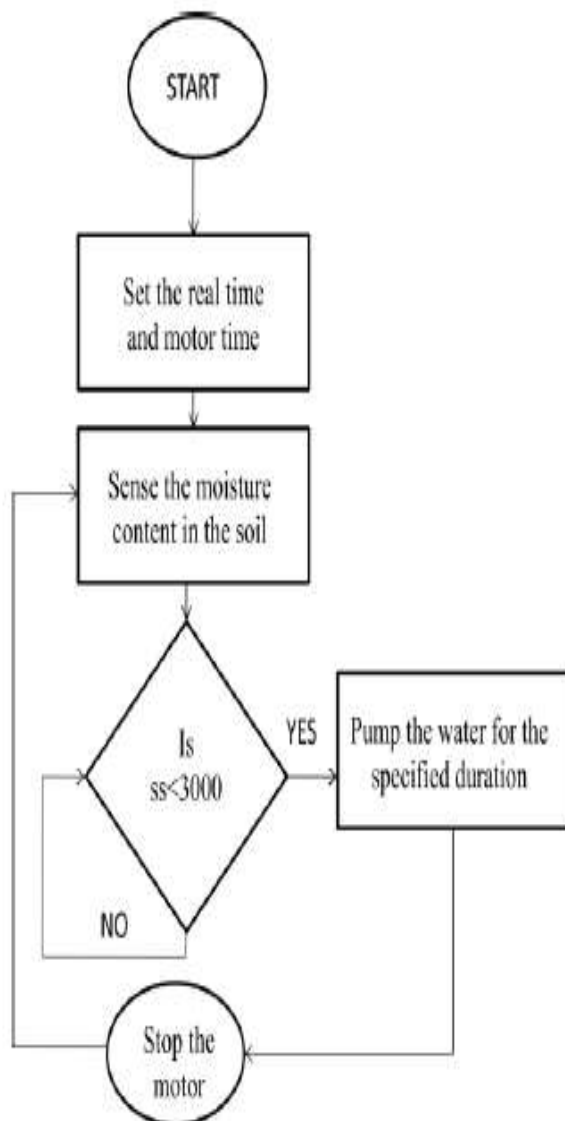 START
Set the real time
and motor time
Sense the moisture
content in the soil
Is
ss<3000
YES
Pump the water for the
specified duration
NO
Stop the
motor